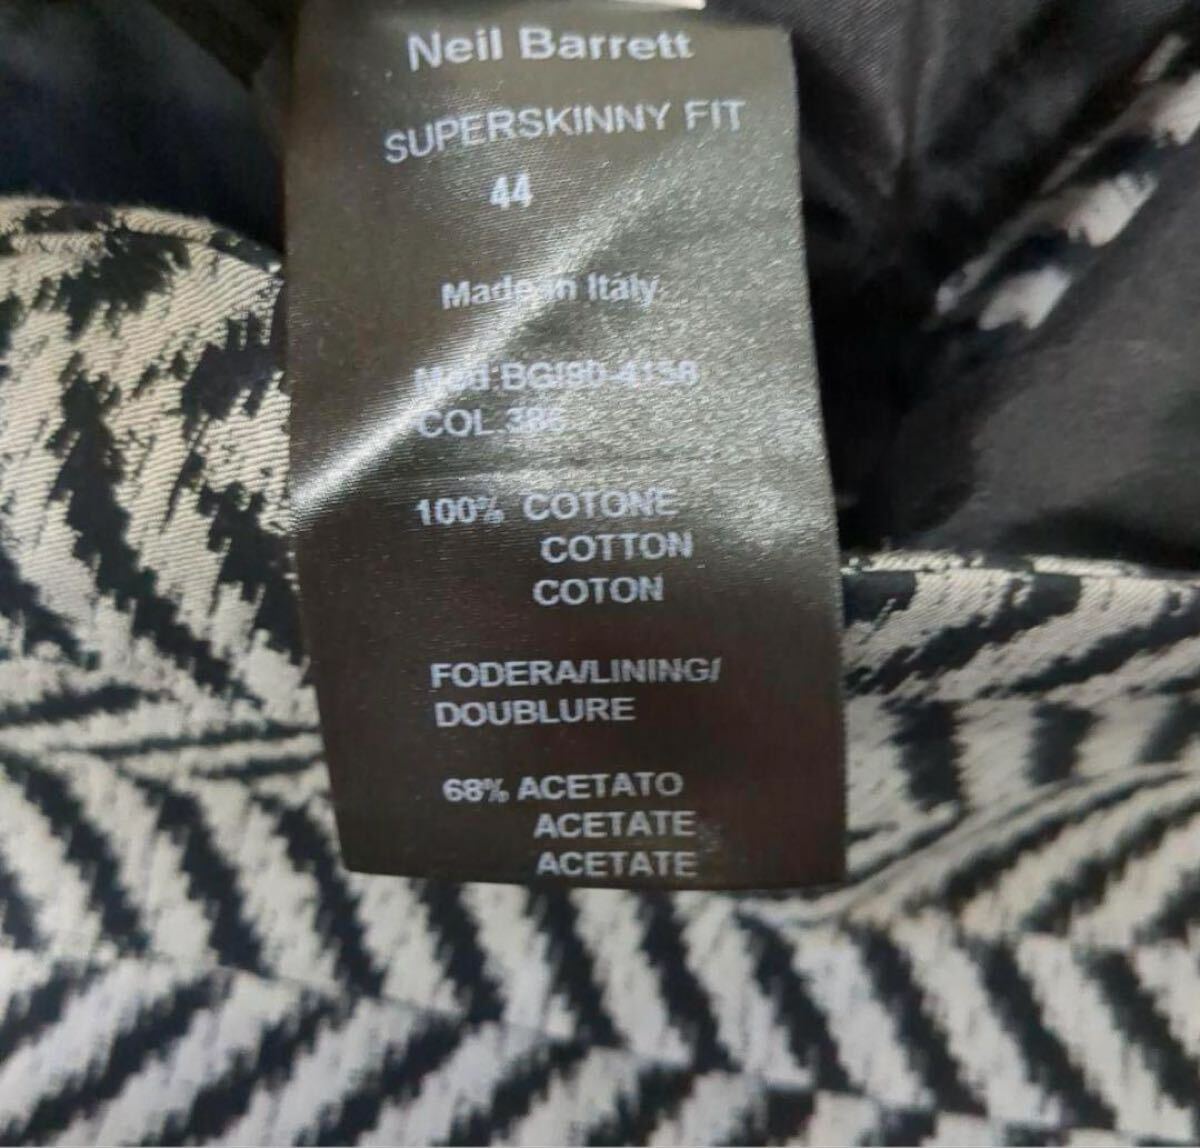 Neil Barrett
SUPERSKINNY FIT
44
Made in Italy
COL.
100% COTONE
COTTON
COTON
FODERA/LINING/
DOUBLURE
68% ACETATO
ACETATE
ACETATE